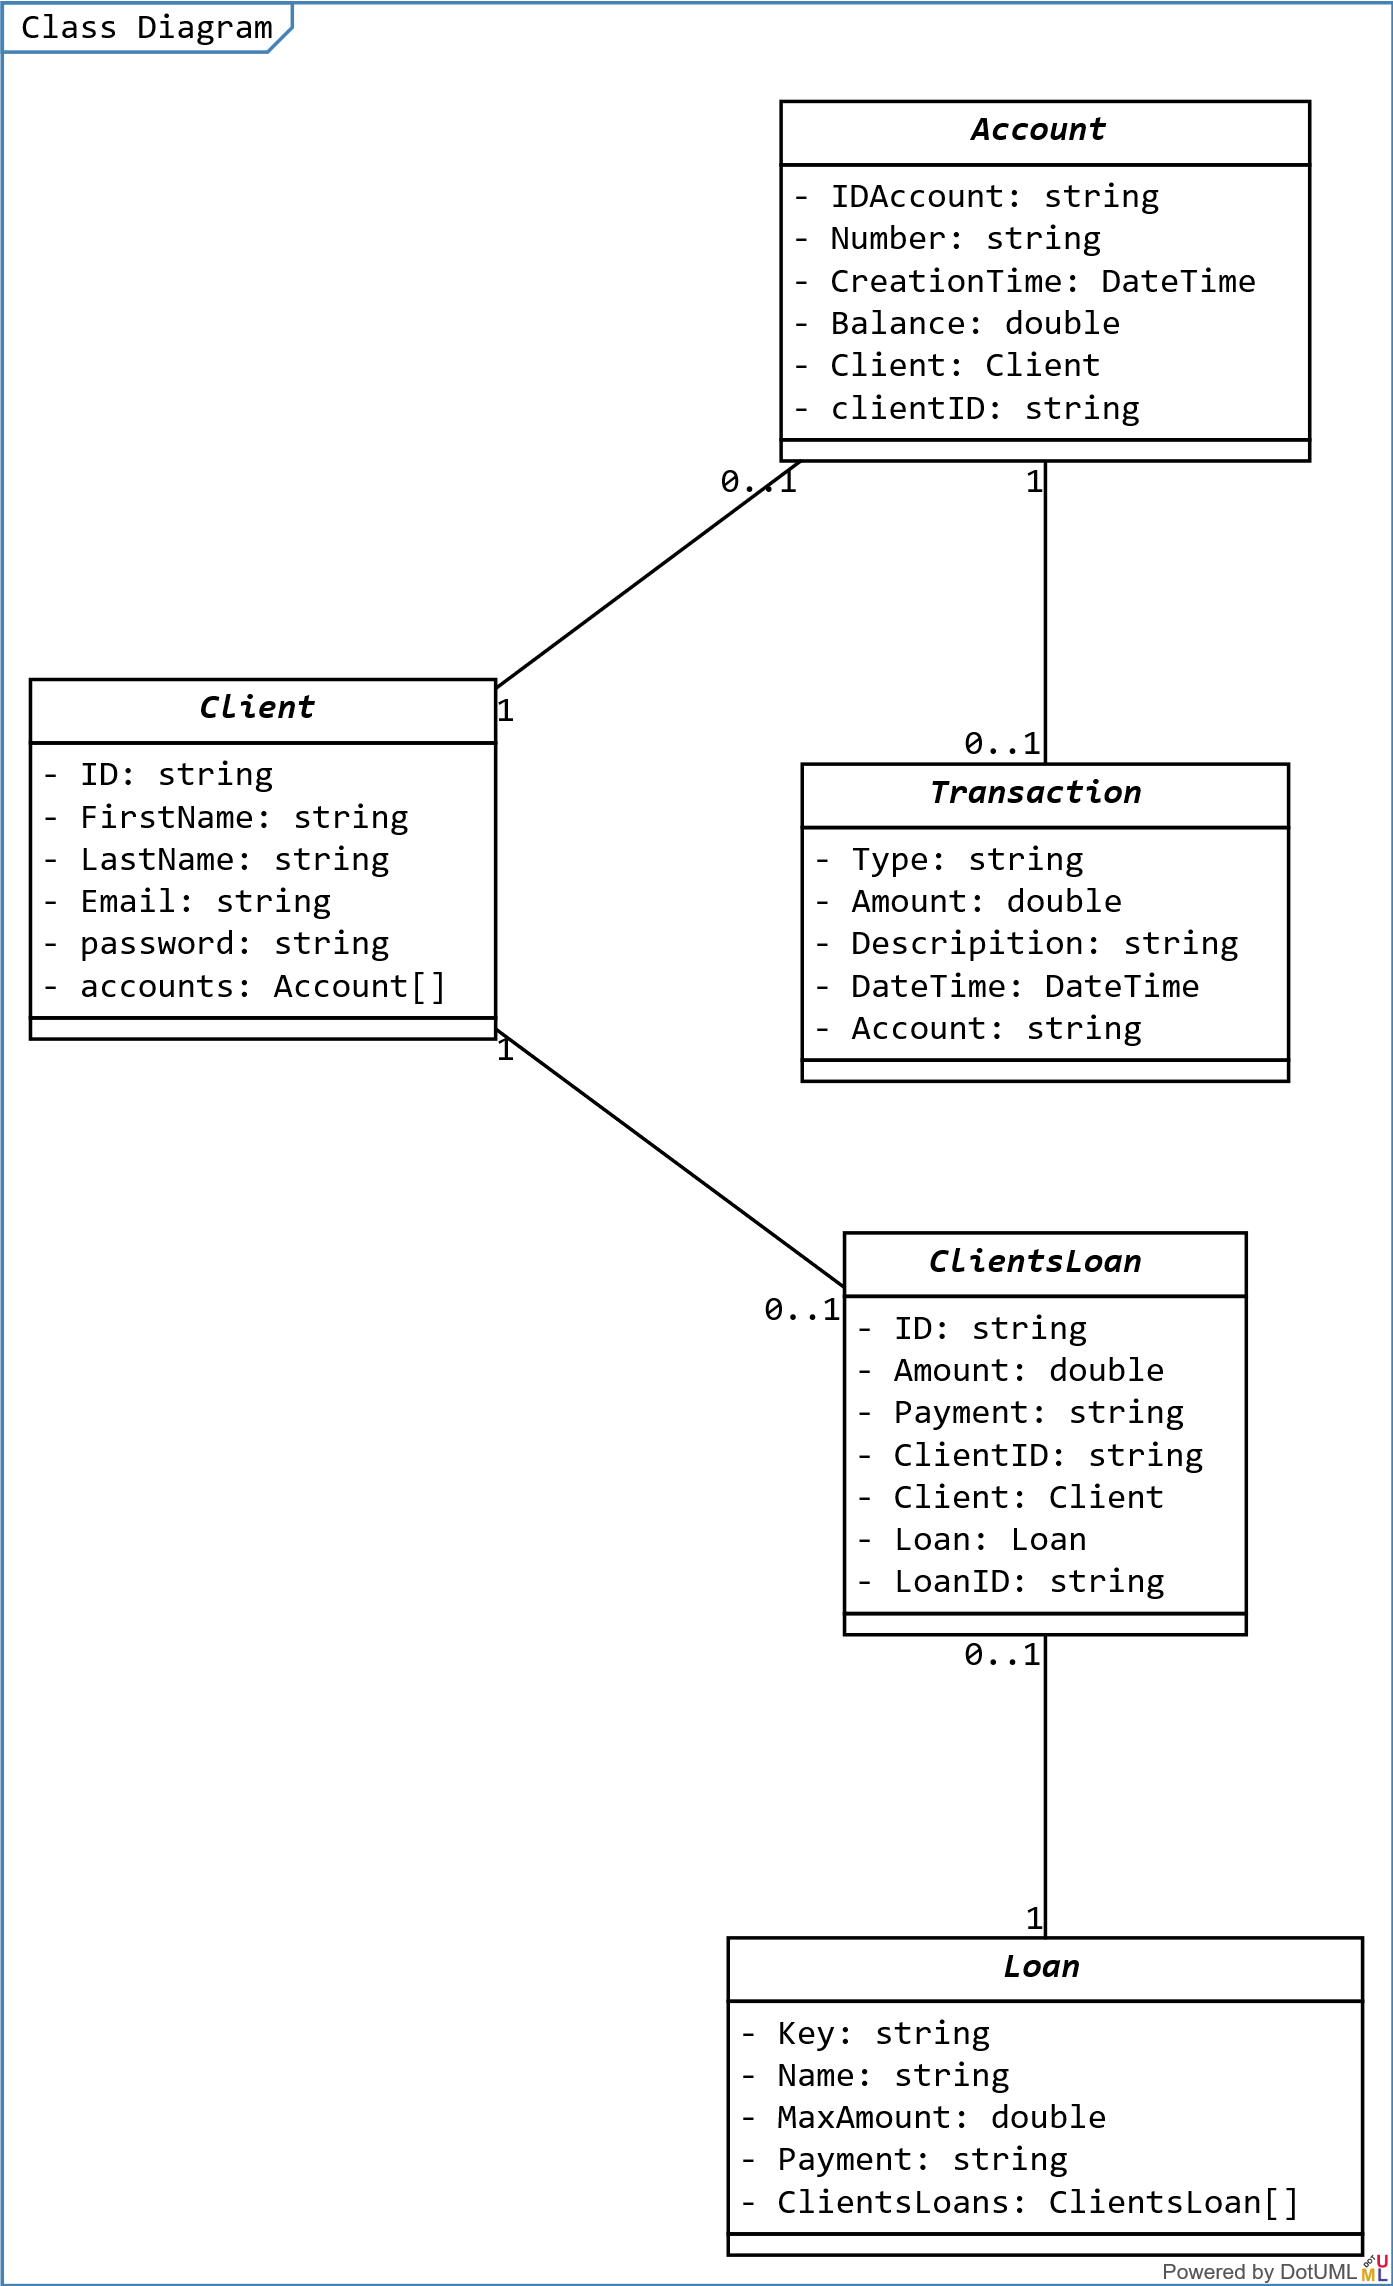 Class Diagram
Account
- IDAccount: string
- Number: string
- CreationTime: DateTime
- Balance: double
- Client: Client
- clientID: string
0..1
1
1
0..1
Client
- ID: string
- FirstName: string
- LastName: string
- Email: string
- password: string
- accounts: Account[]
1
Transaction
- Type: string
- Amount: double
- Descripition: string
- DateTime: DateTime
- Account: string
ClientsLoan
0..1
- ID: string
- Amount: double
- Payment: string
- ClientID: string
- Client: Client
- Loan: Loan
- LoanID: string
0..1
1
Loan
- Key: string
- Name: string
- MaxAmount: double
- Payment: string
- ClientsLoans: ClientsLoan[]
Powered by DotUML
DOT
U
M L